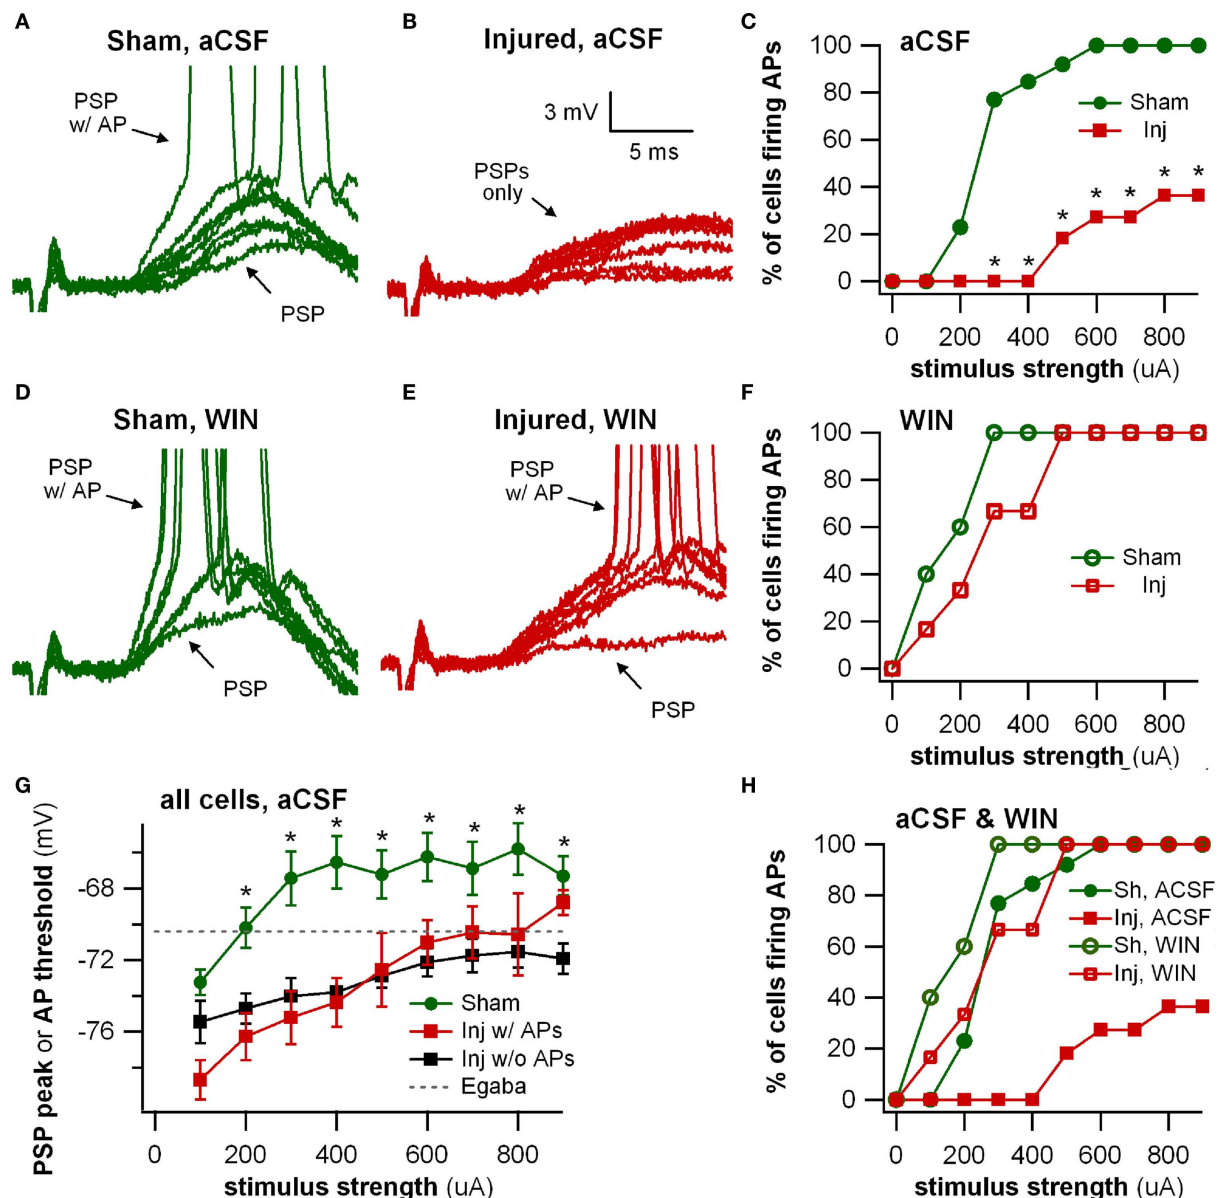 A
Sham, aCSF
PSP
w/ AP
PSP
B
Injured, aCSF
3 mV
5 ms
PSPs
only
C
aCSF
% of cells firing APs
100
80
60
40
20
0
Sham
Inj
* * * * * * *
0 200 400 600 800
stimulus strength (uA)
D
Sham, WIN
PSP
w/ AP
PSP
E
Injured, WIN
PSP
w/ AP
PSP
F
WIN
% of cells firing APs
100
80
60
40
20
0
Sham
Inj
0 200 400 600 800
stimulus strength (uA)
G
all cells, aCSF
PSP peak or AP threshold (mV)
* * * * * * * *
-68
-72
-76
Sham
Inj w/ APs
Inj w/o APs
Egaba
0 200 400 600 800
stimulus strength (uA)
H
aCSF & WIN
% of cells firing APs
100
80
60
40
20
0
Sh, ACSF
Inj, ACSF
Sh, WIN
Inj, WIN
0 200 400 600 800
stimulus strength (uA)